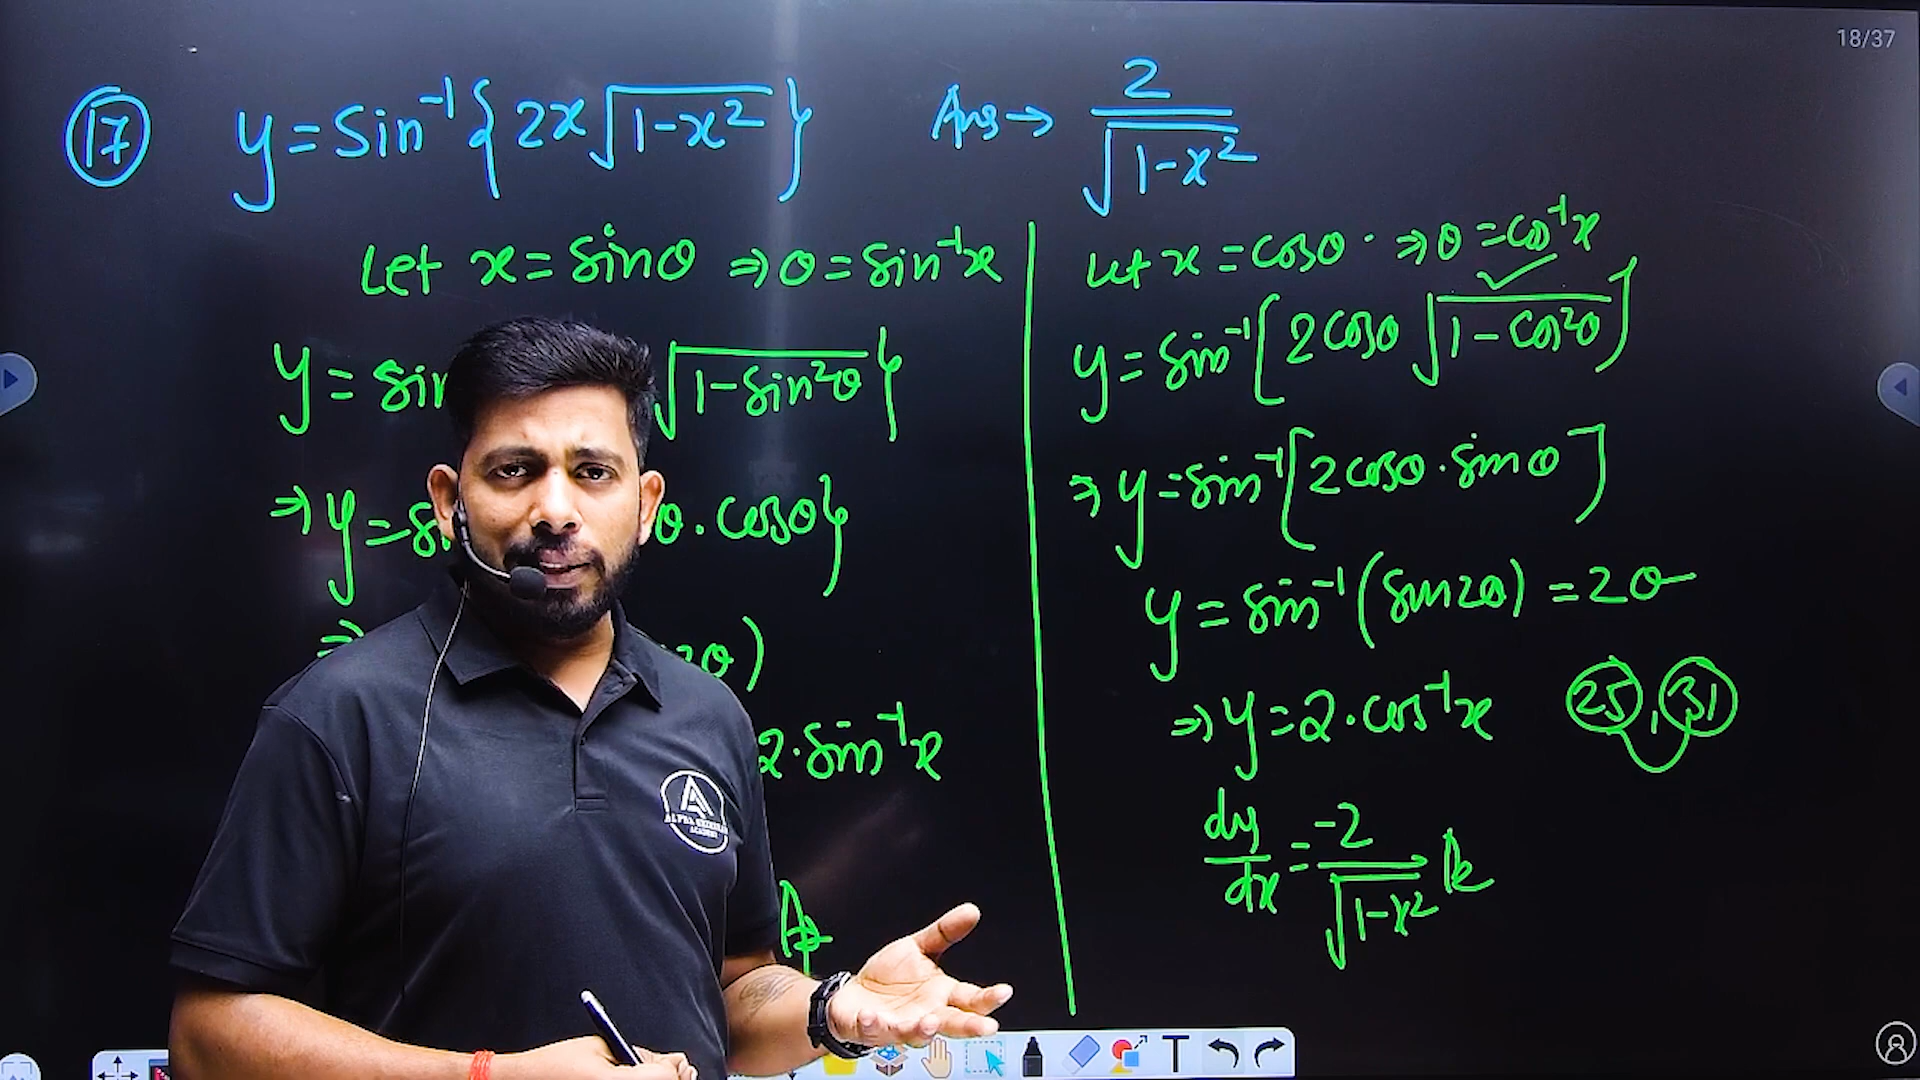 18/37
(17) y = Sin⁻¹{2x√(1-x²)} Ans → 2/√(1-x²)
Let x = sinθ ⇒ θ = sin⁻¹x
y = sin √(1-sin²θ)}
⇒ y = θ . cosθ}
⇒ 2θ)
2·sin⁻¹x
let x = cosθ · ⇒ θ = cos⁻¹x
y = sin⁻¹[2cosθ √(1-cos²θ)]
⇒ y = sin⁻¹[2cosθ . sinθ]
y = sin⁻¹(sin2θ) = 2θ
⇒ y = 2 · cos⁻¹x (25), (31)
dy/dx = -2/√(1-x²)
T
ACADEMY